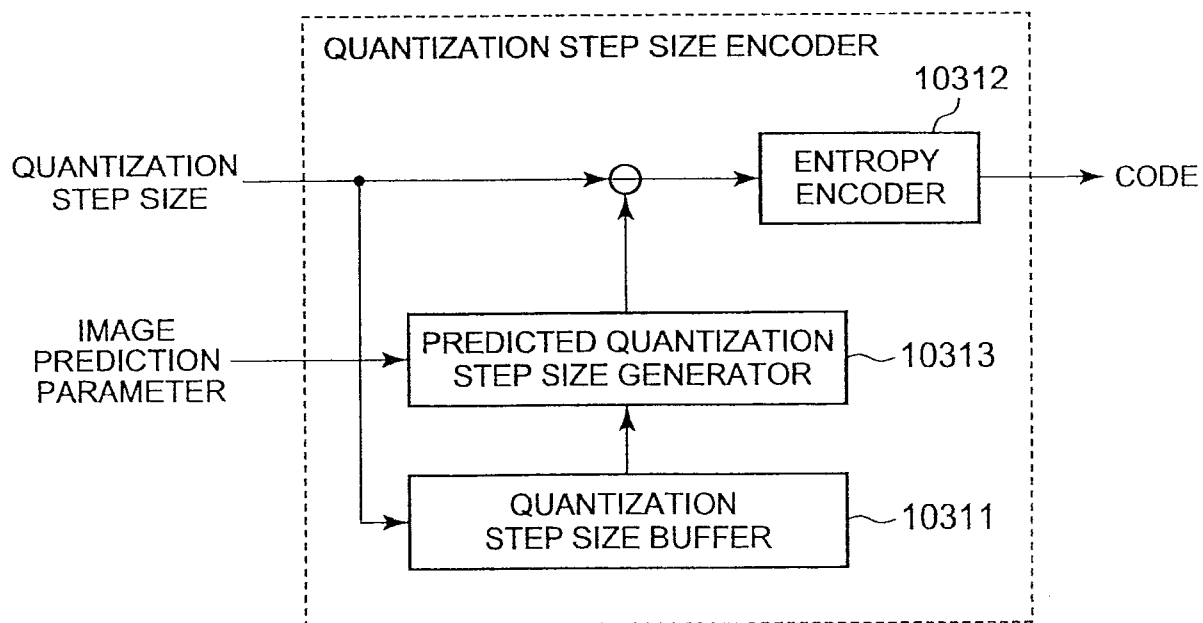 QUANTIZATION STEP SIZE ENCODER
10312
QUANTIZATION
STEP SIZE
ENTROPY
ENCODER
CODE
IMAGE
PREDICTION
PARAMETER
PREDICTED QUANTIZATION
STEP SIZE GENERATOR
10313
QUANTIZATION
STEP SIZE BUFFER
10311